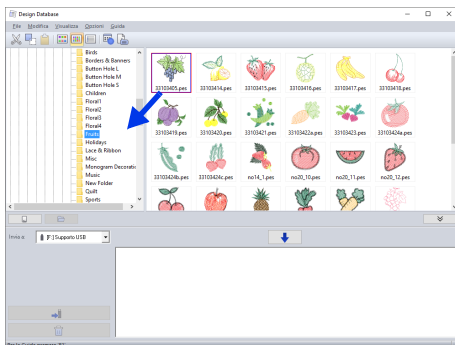 Design Database
File Modifica Visualizza Opzioni Guida
Birds
Borders & Banners
Button Hole L
Button Hole M
Button Hole S
Children
Floral1
Floral2
Floral3
Floral4
Fruits
Holidays
Lace & Ribbon
Misc
Monogram Decoratic
Music
New Folder
Quilt
Sports
33103405.pes 33103414.pes 33103415.pes 33103416.pes 33103417.pes 33103418.pes
33103419.pes 33103420.pes 33103421.pes 33103422a.pes 33103423.pes 33103424a.pes
33103424b.pes 33103424c.pes no14_1.pes no20_10.pes no20_11.pes no20_12.pes
Invia a: [F:] Supporto USB